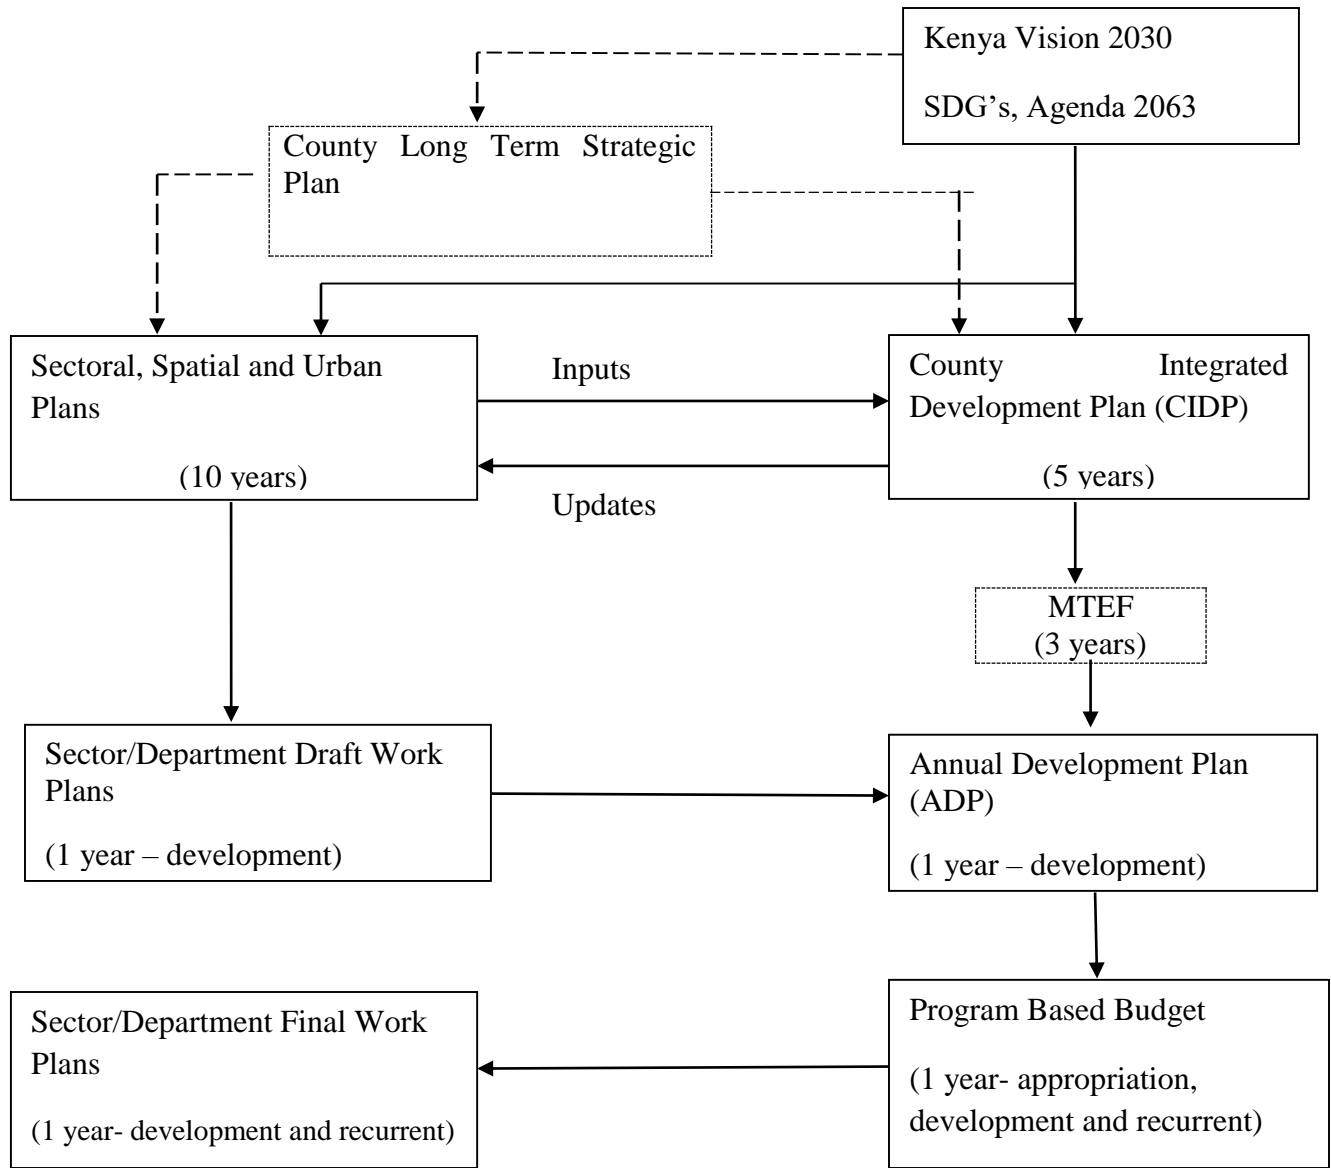 Kenya Vision 2030
SDG's, Agenda 2063
County Long Term Strategic
Plan
Sectoral, Spatial and Urban
Plans
(10 years)
Inputs
Updates
County Integrated
Development Plan (CIDP)
(5 years)
MTEF
(3 years)
Sector/Department Draft Work
Plans
(1 year – development)
Annual Development Plan
(ADP)
(1 year – development)
Sector/Department Final Work
Plans
(1 year- development and recurrent)
Program Based Budget
(1 year- appropriation,
development and recurrent)